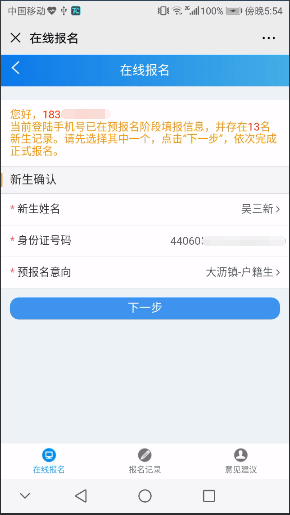 中国移动 100% 傍晚5:54
在线报名
在线报名
您好，183
当前登陆手机号已在预报名阶段填报信息，并存在13名
新生记录。请先选择其中一个，点击"下一步"，依次完成
正式报名。
新生确认
* 新生姓名 吴三新
* 身份证号码 44060
* 预报名意向 大沥镇-户籍生
下一步
在线报名 报名记录 意见建议